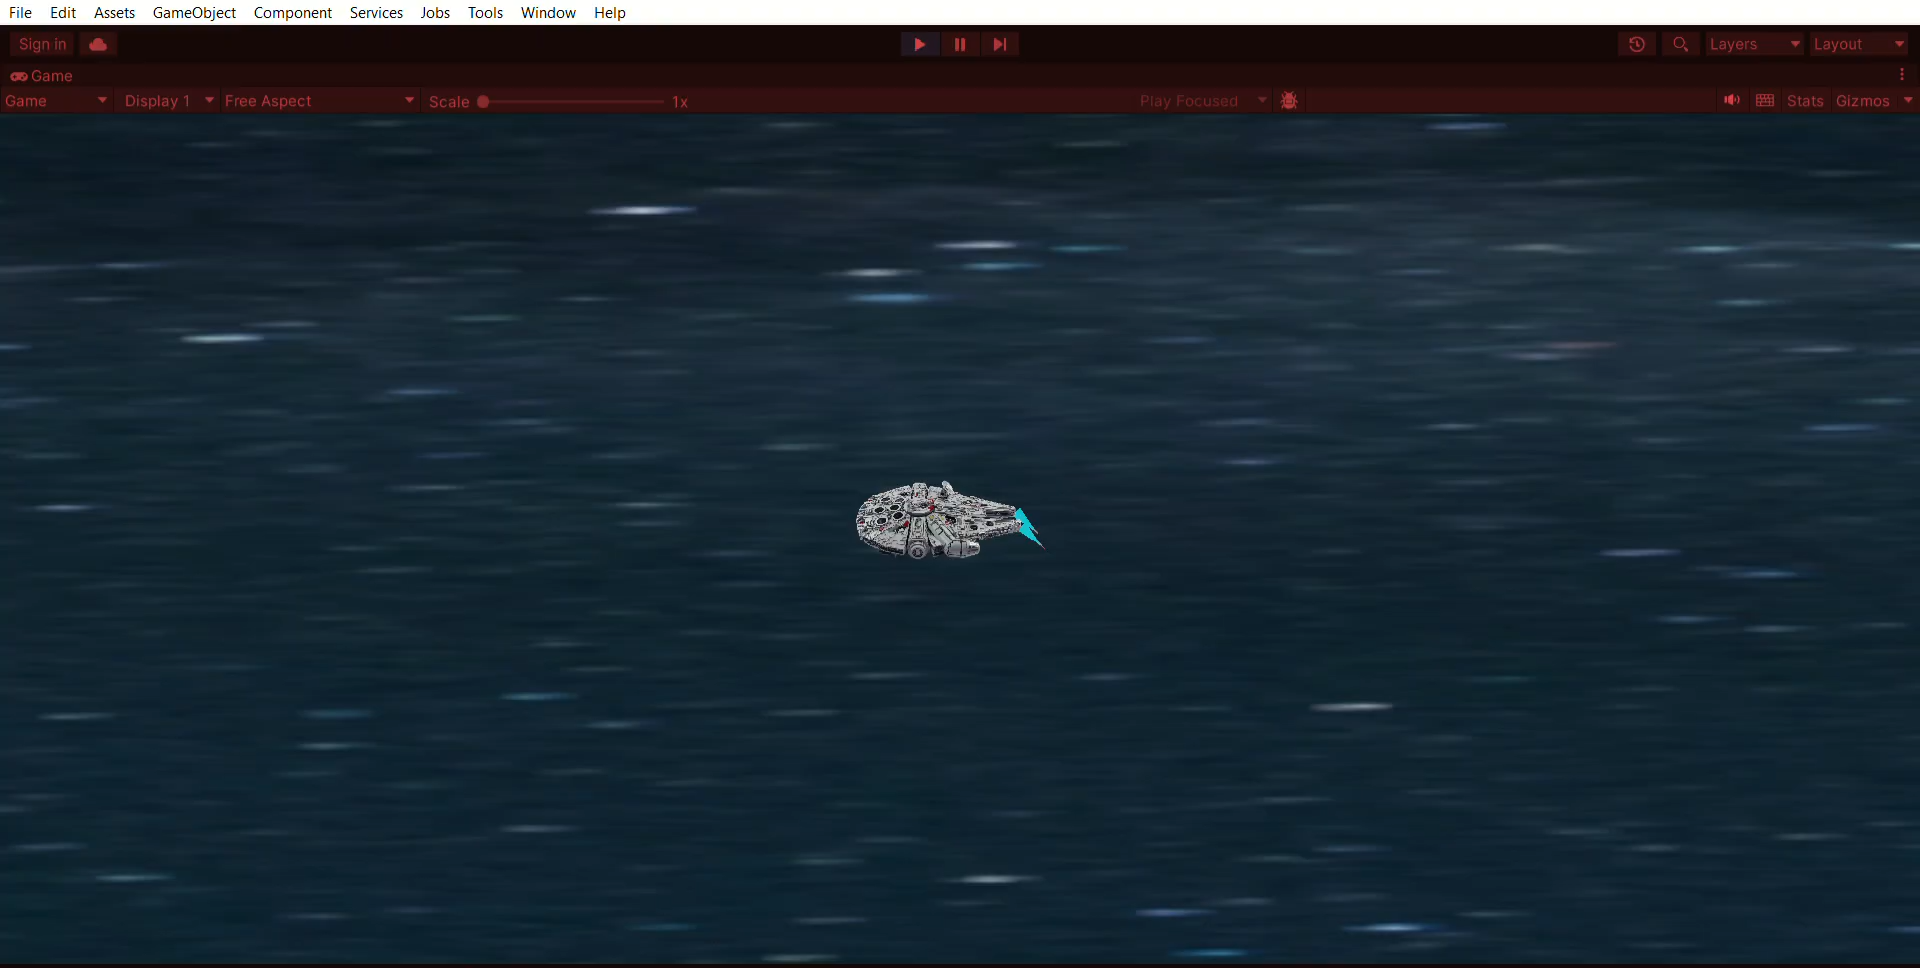 File Edit Assets GameObject Component Services Jobs Tools Window Help
Sign in Layers Layout
Game
Game Display 1 Free Aspect Scale 1x Play Focused Stats Gizmos